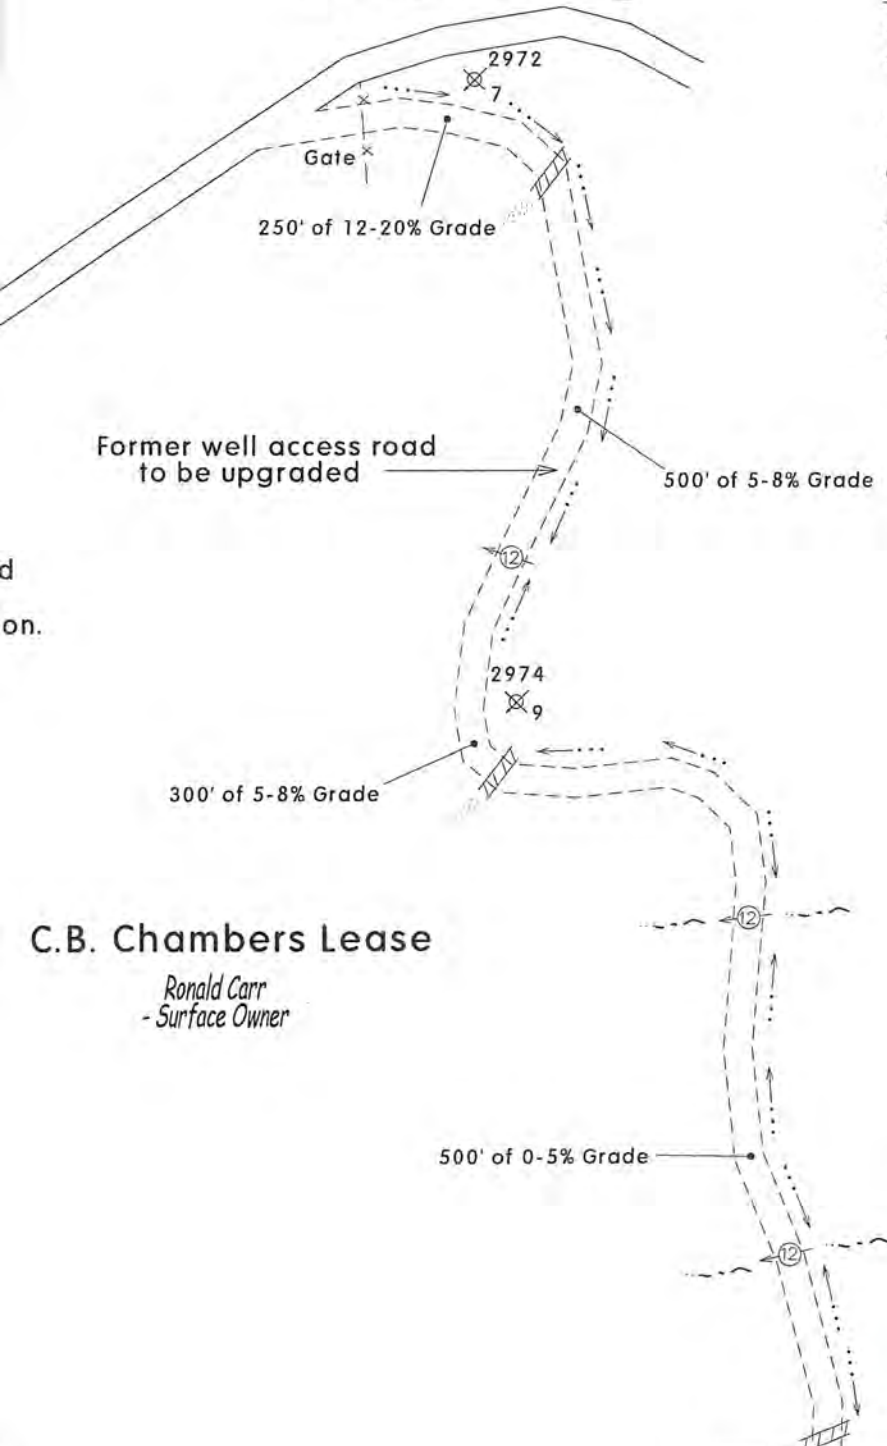 2972
7
Gate
250' of 12-20% Grade
Former well access road
to be upgraded
500' of 5-8% Grade
d
12
on.
2974
9
300' of 5-8% Grade
12
C.B. Chambers Lease
Ronald Carr
- Surface Owner
500' of 0-5% Grade
12